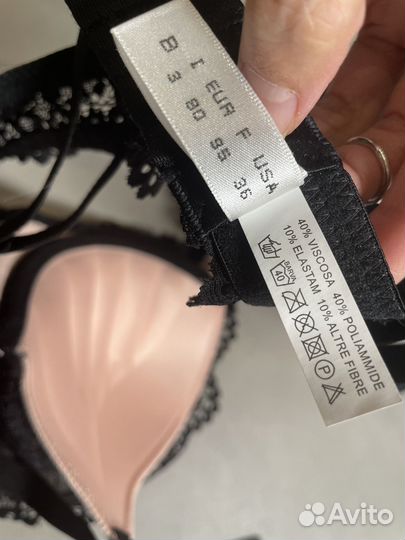 B
I EUR F USA
3 80 95 36
40% VISCOSA 40% POLIAMMIDE
10% ELASTAM 10% ALTRE FIBRE
40 P
Avito